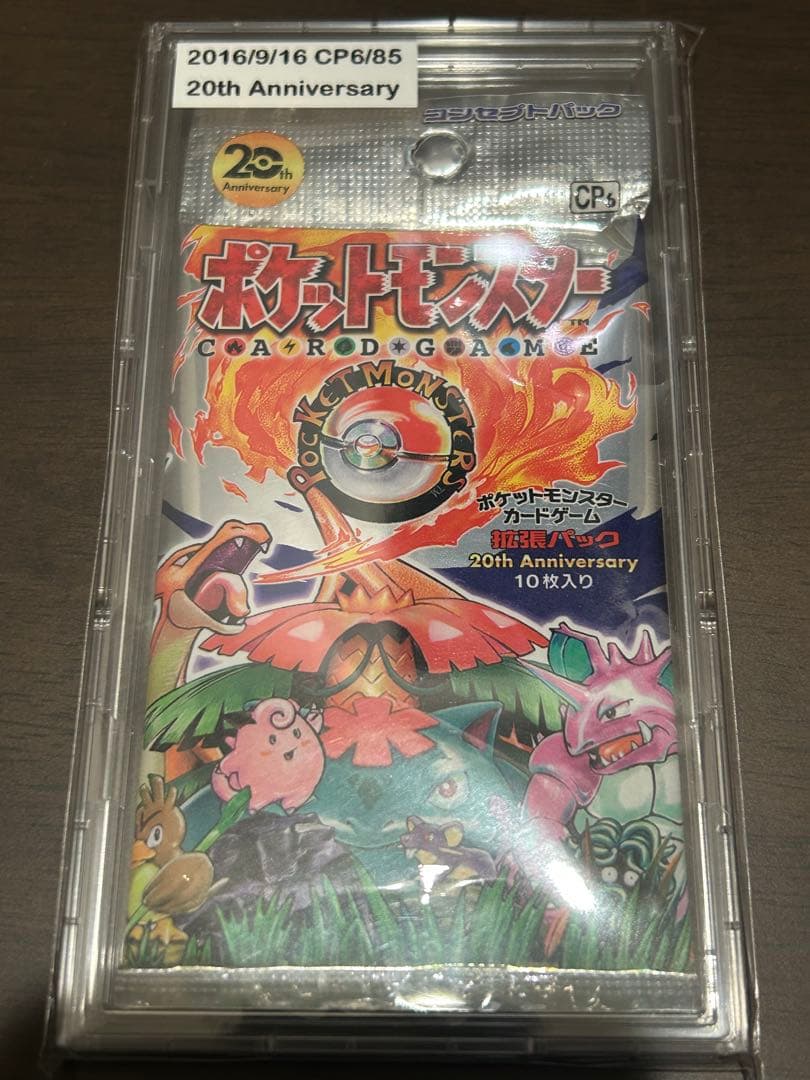 2016/9/16 CP6/85
20th Anniversary
コンセプトパック
20th
Anniversary
CP6
ポケットモンスター
TM
CARD GAME
POCKET MONSTERS
TM
ポケットモンスター
カードゲーム
拡張パック
20th Anniversary
10枚入り